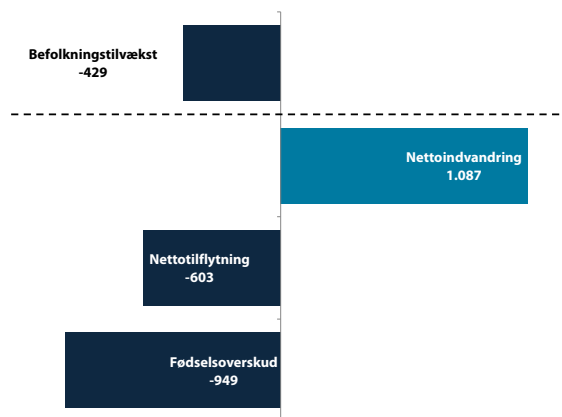 Befolkningstilvækst
-429
Nettoindvandring
1.087
Nettotilflytning
-603
Fødselsoverskud
-949